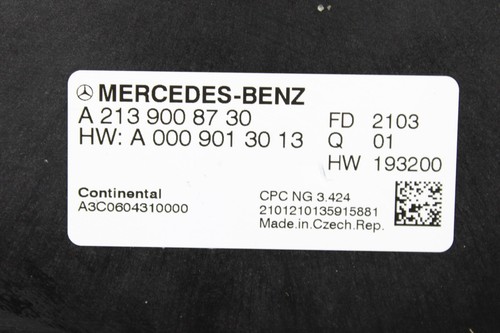 MERCEDES-BENZ
A 213 900 87 30
HW: A 000 901 30 13
FD 2103
Q 01
HW 193200
Continental
A3C0604310000
CPC NG 3.424
2101210135915881
Made.in.Czech.Rep.